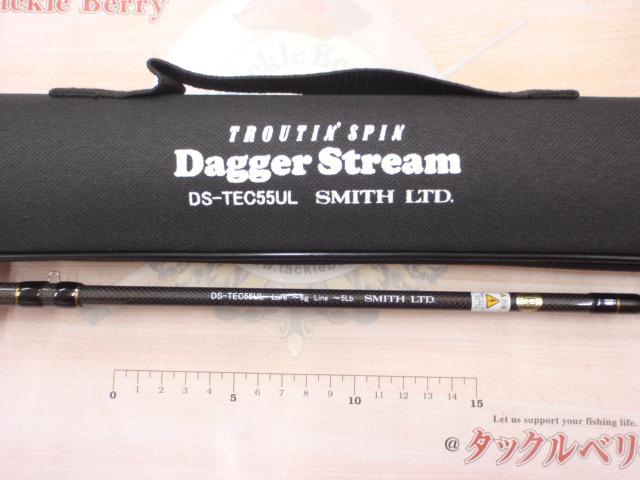 ackle Berry
TROUTIN' SPIN
Dagger Stream
DS-TEC55UL SMITH LTD.
DS-TEC55UL Lure ～6g Line ～5Lb SMITH LTD.
0 1 2 3 4 5 6 7 8 9 10 11 12 13 14 15
Let us support your fishing life.
@タックルベリ